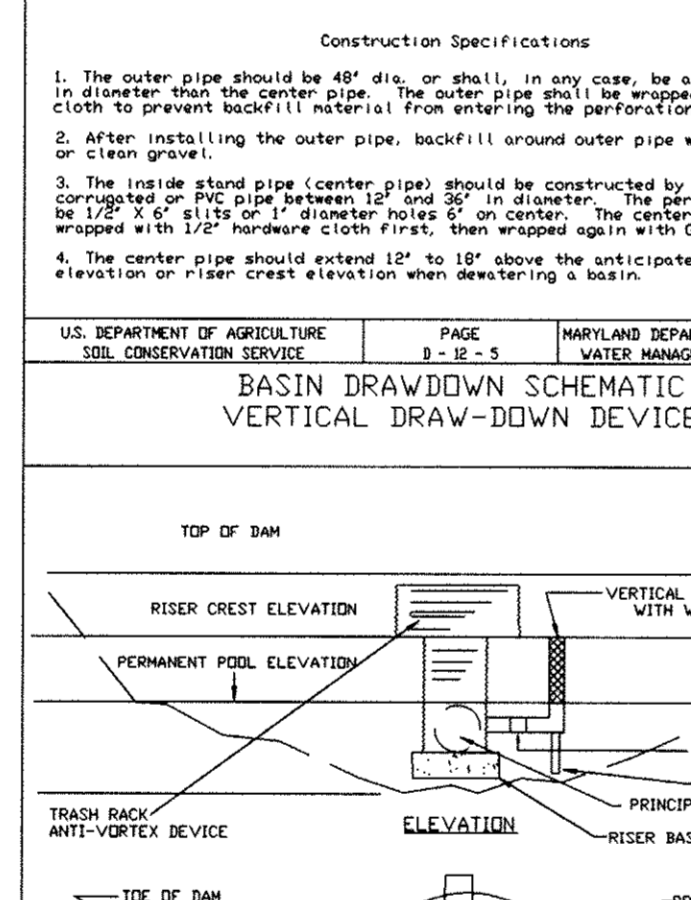 Construction Specifications
1. The outer pipe should be 48" dia. or shall, in any case, be a
in diameter than the center pipe. The outer pipe shall be wrapped
cloth to prevent backfill material from entering the perforation
2. After installing the outer pipe, backfill around outer pipe w
or clean gravel.
3. The inside stand pipe (center pipe) should be constructed by
corrugated or PVC pipe between 12" and 36" in diameter. The per
be 1/2" X 6" slits or 1" diameter holes 6" on center. The center
wrapped with 1/2" hardware cloth first, then wrapped again with G
4. The center pipe should extend 12" to 18" above the anticipate
elevation or riser crest elevation when dewatering a basin.
U.S. DEPARTMENT OF AGRICULTURE
SOIL CONSERVATION SERVICE
PAGE
D - 12 - 5
MARYLAND DEPA
WATER MANAG
BASIN DRAWDOWN SCHEMATIC
VERTICAL DRAW-DOWN DEVICE
TOP OF DAM
RISER CREST ELEVATION
VERTICAL
WITH W
PERMANENT POOL ELEVATION
PRINCIP
TRASH RACK
ANTI-VORTEX DEVICE
ELEVATION
RISER BAS
TOE OF DAM